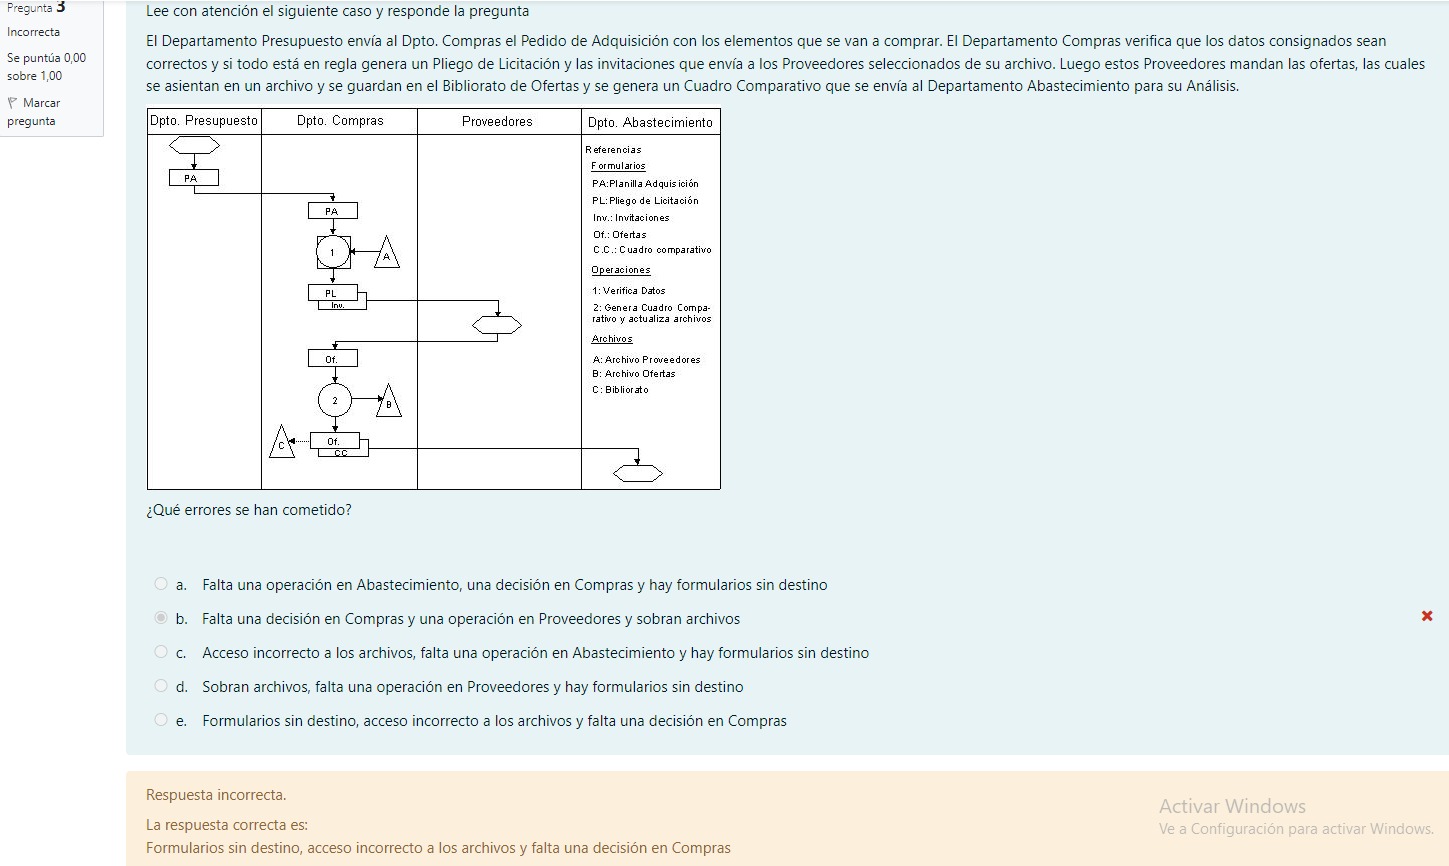 Pregunta 3
Incorrecta
Se puntúa 0,00
sobre 1,00
Marcar
pregunta
Lee con atención el siguiente caso y responde la pregunta
El Departamento Presupuesto envía al Dpto. Compras el Pedido de Adquisición con los elementos que se van a comprar. El Departamento Compras verifica que los datos consignados sean
correctos y si todo está en regla genera un Pliego de Licitación y las invitaciones que envía a los Proveedores seleccionados de su archivo. Luego estos Proveedores mandan las ofertas, las cuales
se asientan en un archivo y se guardan en el Bibliorato de Ofertas y se genera un Cuadro Comparativo que se envía al Departamento Abastecimiento para su Análisis.
Dpto. Presupuesto
Dpto. Compras
Proveedores
Dpto. Abastecimiento
PA
PA
1
A
PL
Inv.
Of.
2
B
C
Of.
CC
Referencias
Formularios
PA:Planilla Adquisición
PL:Pliego de Licitación
Inv.: Invitaciones
Of.: Ofertas
C.C.: Cuadro comparativo
Operaciones
1: Verifica Datos
2: Genera Cuadro Compa-
rativo y actualiza archivos
Archivos
A: Archivo Proveedores
B: Archivo Ofertas
C: Bibliorato
¿Qué errores se han cometido?
a. Falta una operación en Abastecimiento, una decisión en Compras y hay formularios sin destino
b. Falta una decisión en Compras y una operación en Proveedores y sobran archivos
c. Acceso incorrecto a los archivos, falta una operación en Abastecimiento y hay formularios sin destino
d. Sobran archivos, falta una operación en Proveedores y hay formularios sin destino
e. Formularios sin destino, acceso incorrecto a los archivos y falta una decisión en Compras
Respuesta incorrecta.
La respuesta correcta es:
Formularios sin destino, acceso incorrecto a los archivos y falta una decisión en Compras
Activar Windows
Ve a Configuración para activar Windows.